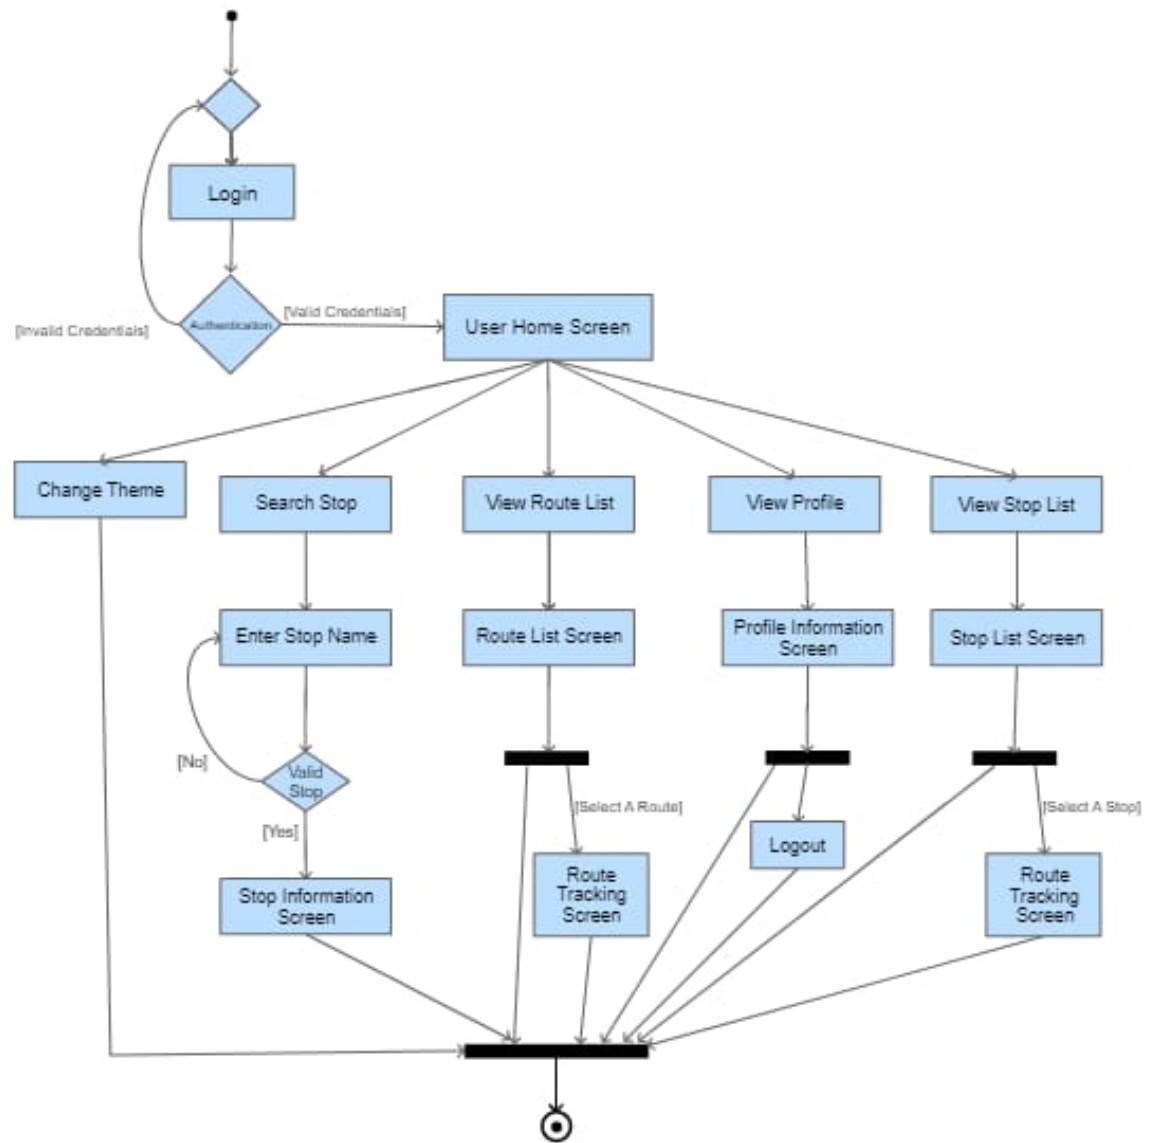 Login
Authentication
[Valid Credentials]
[Invalid Credentials]
User Home Screen
Change Theme
Search Stop
View Route List
View Profile
View Stop List
Enter Stop Name
Route List Screen
Profile Information
Screen
Stop List Screen
[No]
Valid
Stop
[Yes]
[Select A Route]
[Select A Stop]
Logout
Stop Information
Screen
Route
Tracking
Screen
Route
Tracking
Screen